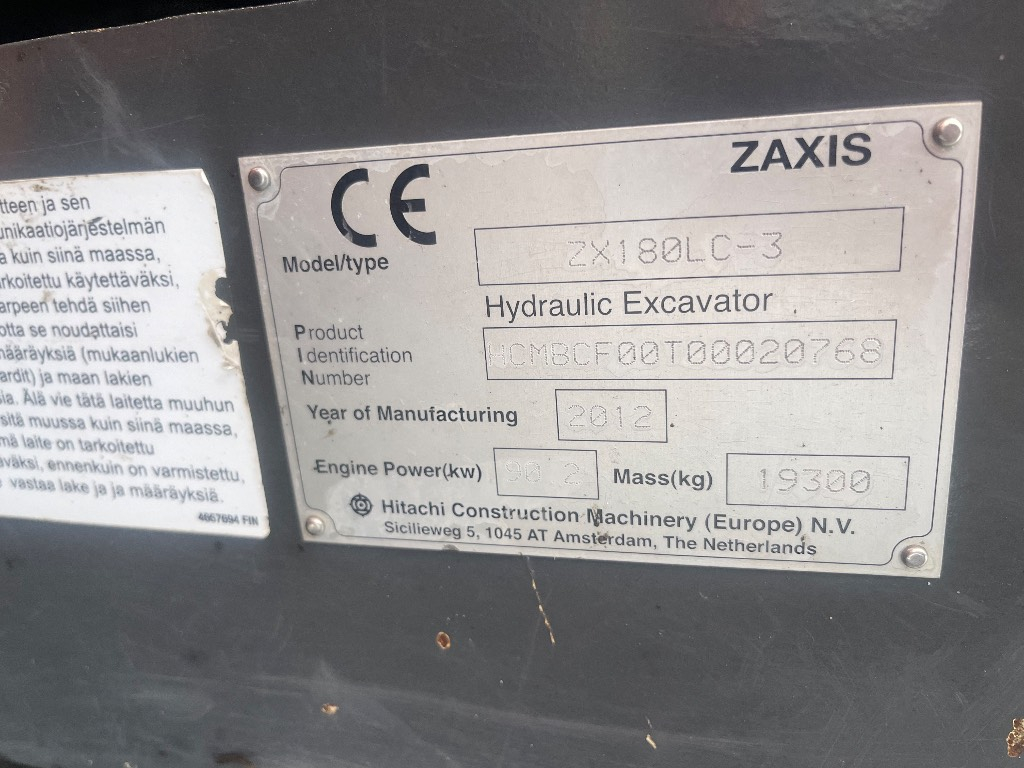 tteen ja sen
unikaatiojärjestelmän
a kuin siinä maassa,
rkoitettu käytettäväksi,
arpeen tehdä siihen
otta se noudattaisi
määräyksiä (mukaanlukien
ardit) ja maan lakien
sia. Älä vie tätä laitetta muuhun
sitä muussa kuin siinä maassa,
mä laite on tarkoitettu
äväksi, ennenkuin on varmistettu,
vastaa lake ja ja määräyksiä.
4667694 FIN
CE
ZAXIS
Model/type ZX180LC-3
Hydraulic Excavator
Product
Identification
Number
HCMBCF00T00020768
Year of Manufacturing 2012
Engine Power(kw) 90.2 Mass(kg) 19300
Hitachi Construction Machinery (Europe) N.V.
Sicilieweg 5, 1045 AT Amsterdam, The Netherlands